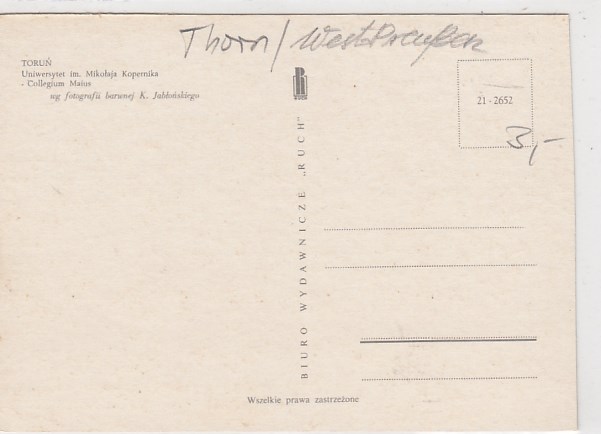 Thorn / WestPreußen
TORUŃ
Uniwersytet im. Mikołaja Kopernika
- Collegium Maius
wg fotografii barwnej K. Jabłońskiego
RUCH
21 - 2652
3,-
BIURO WYDAWNICZE „RUCH"
Wszelkie prawa zastrzeżone